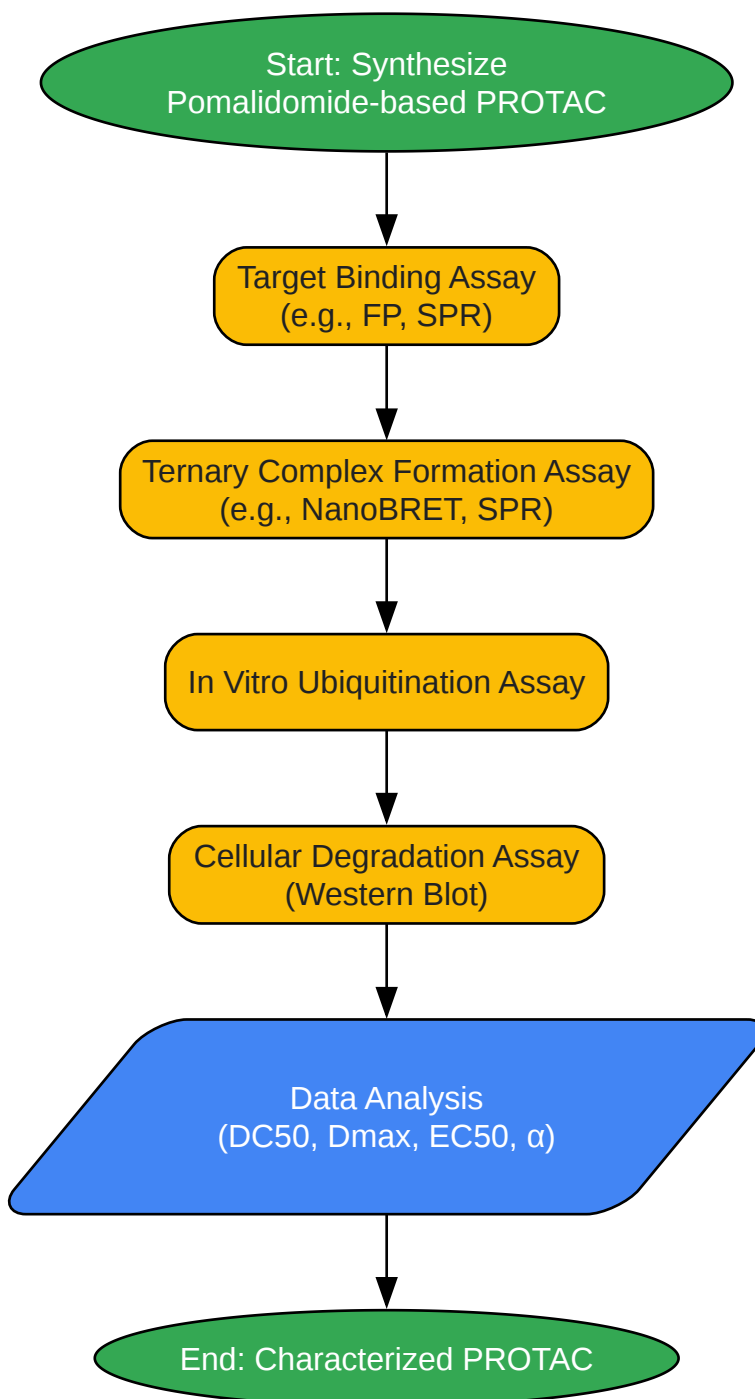 Start: Synthesize
Pomalidomide-based PROTAC
Target Binding Assay
(e.g., FP, SPR)
Ternary Complex Formation Assay
(e.g., NanoBRET, SPR)
In Vitro Ubiquitination Assay
Cellular Degradation Assay
(Western Blot)
Data Analysis
(DC50, Dmax, EC50, α)
End: Characterized PROTAC